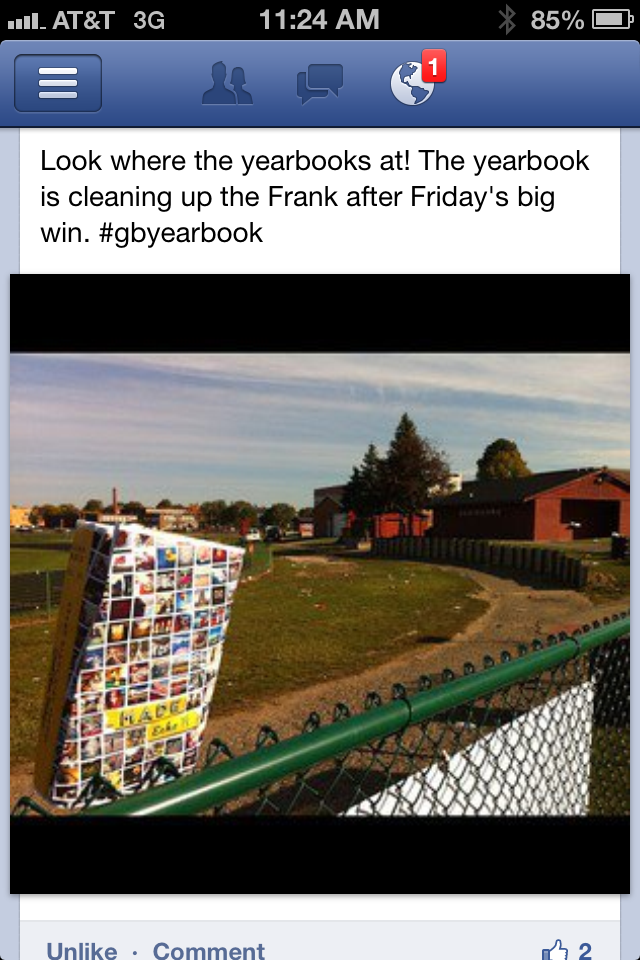 AT&T 3G 11:24 AM 85%
1
Look where the yearbooks at! The yearbook
is cleaning up the Frank after Friday's big
win. #gbyearbook
MADE
Unlike · Comment 2